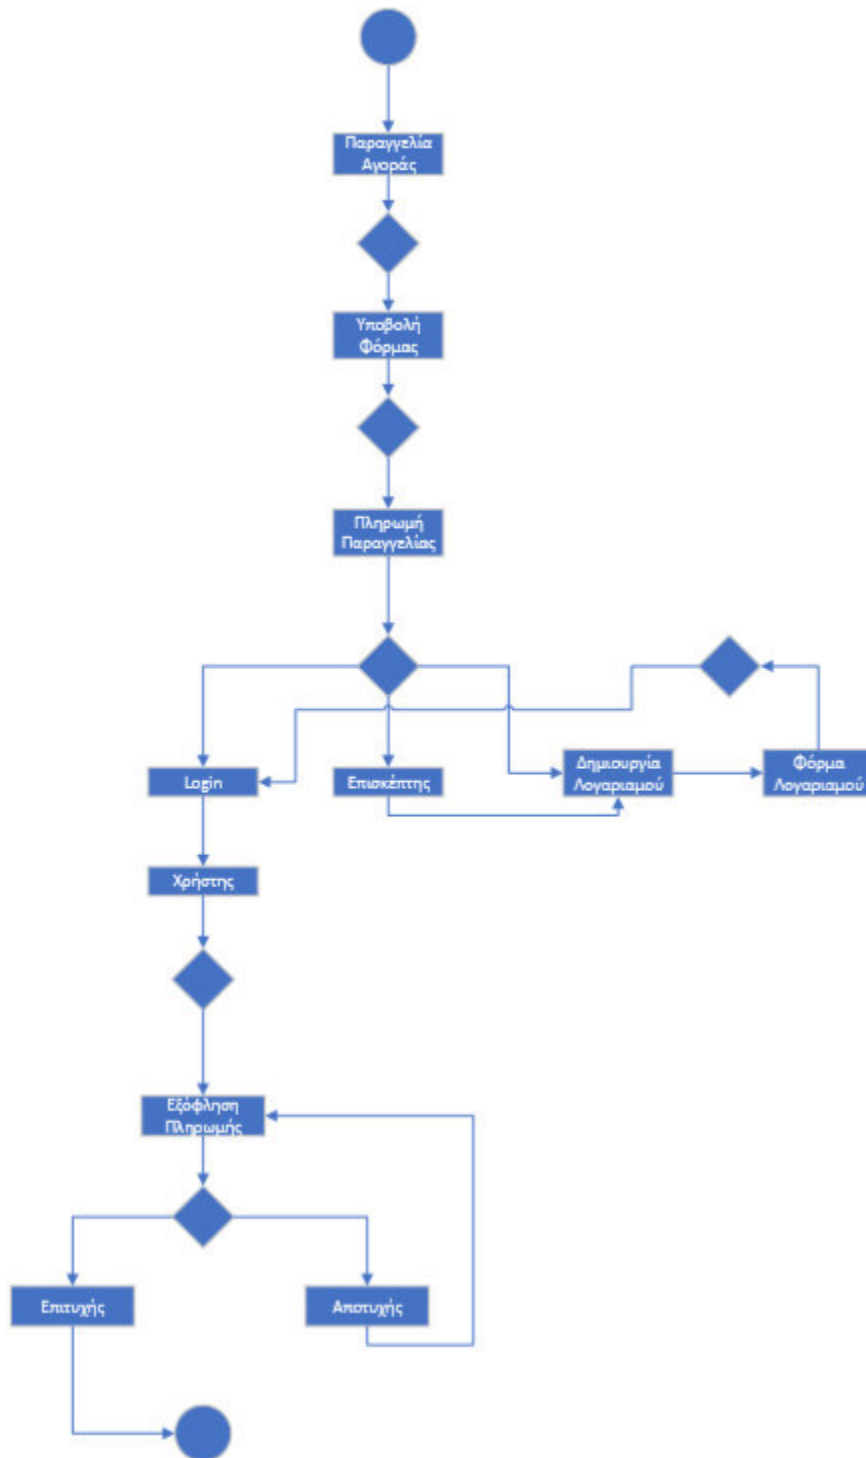 Παραγγελία
Αγοράς
Υποβολή
Φόρμας
Πληρωμή
Παραγγελίας
Login
Επισκέπτης
Δημιουργία
Λογαριασμού
Φόρμα
Λογαριασμού
Χρήστης
Εξόφληση
Πληρωμής
Επιτυχής
Αποτυχής